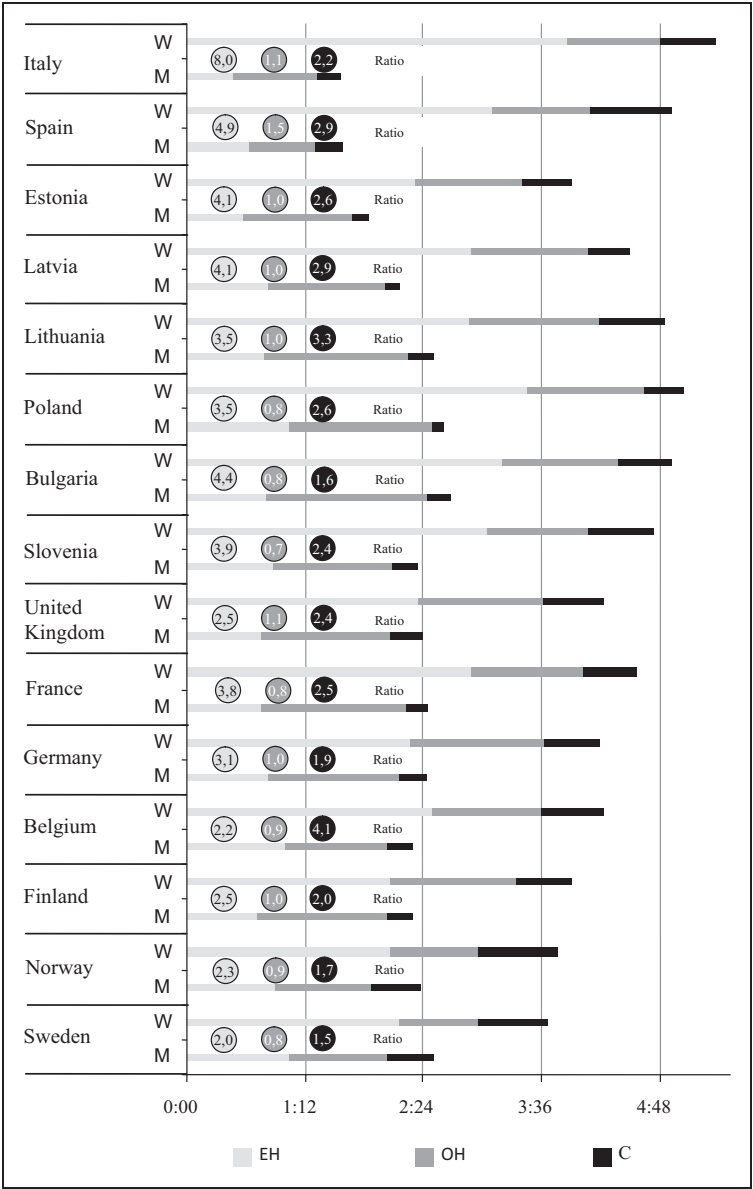 W
Italy 8,0 1,1 2,2 Ratio
M
W
Spain 4,9 1,5 2,9 Ratio
M
W
Estonia 4,1 1,0 2,6 Ratio
M
W
Latvia 4,1 1,0 2,9 Ratio
M
W
Lithuania 3,5 1,0 3,3 Ratio
M
W
Poland 3,5 0,8 2,6 Ratio
M
W
Bulgaria 4,4 0,8 1,6 Ratio
M
W
Slovenia 3,9 0,7 2,4 Ratio
M
W
United
Kingdom 2,5 1,1 2,4 Ratio
M
W
France 3,8 0,8 2,5 Ratio
M
W
Germany 3,1 1,0 1,9 Ratio
M
W
Belgium 2,2 0,9 4,1 Ratio
M
W
Finland 2,5 1,0 2,0 Ratio
M
W
Norway 2,3 0,9 1,7 Ratio
M
W
Sweden 2,0 0,8 1,5 Ratio
M
0:00 1:12 2:24 3:36 4:48
EH OH C